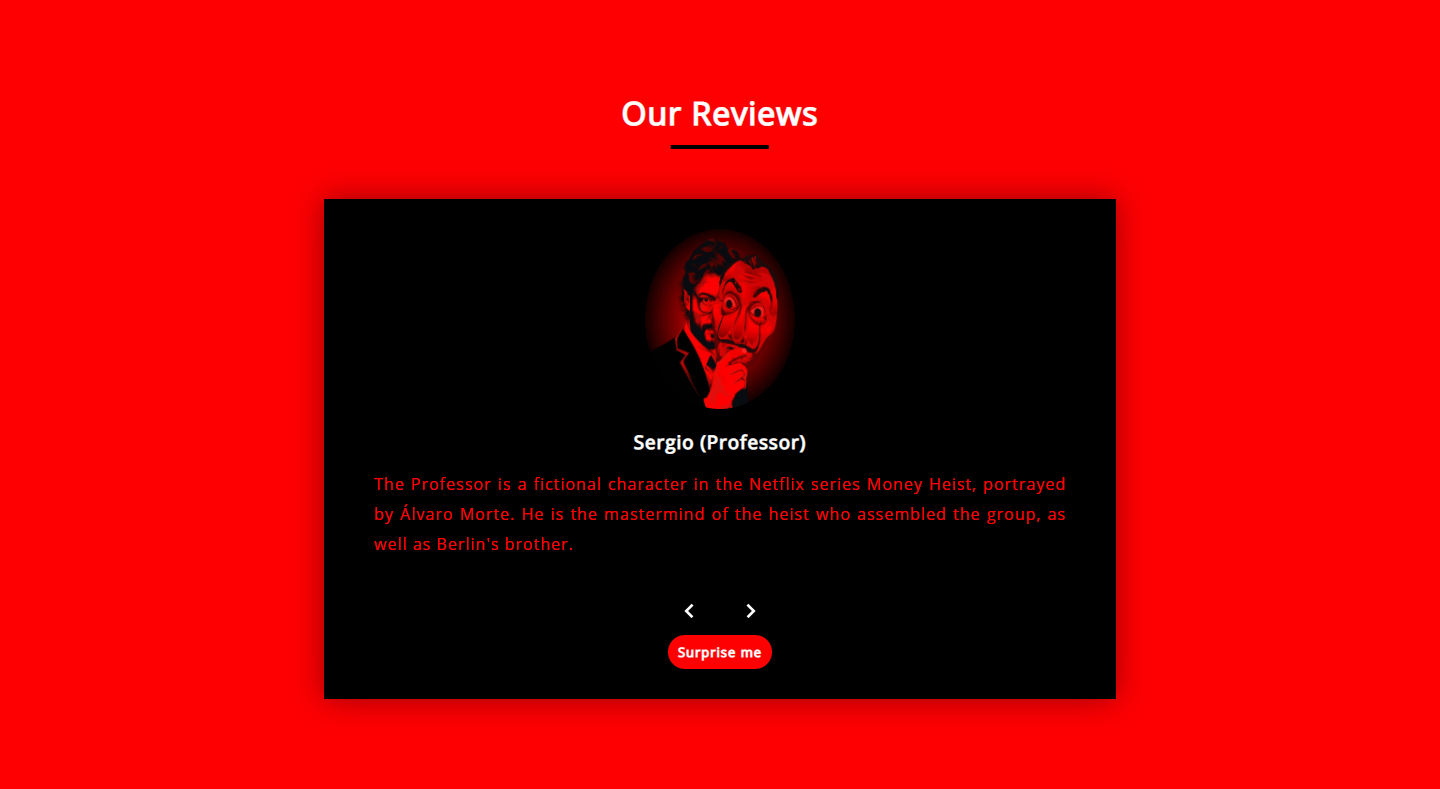 Our Reviews
Sergio (Professor)
The Professor is a fictional character in the Netflix series Money Heist, portrayed
by Álvaro Morte. He is the mastermind of the heist who assembled the group, as
well as Berlin's brother.
Surprise me